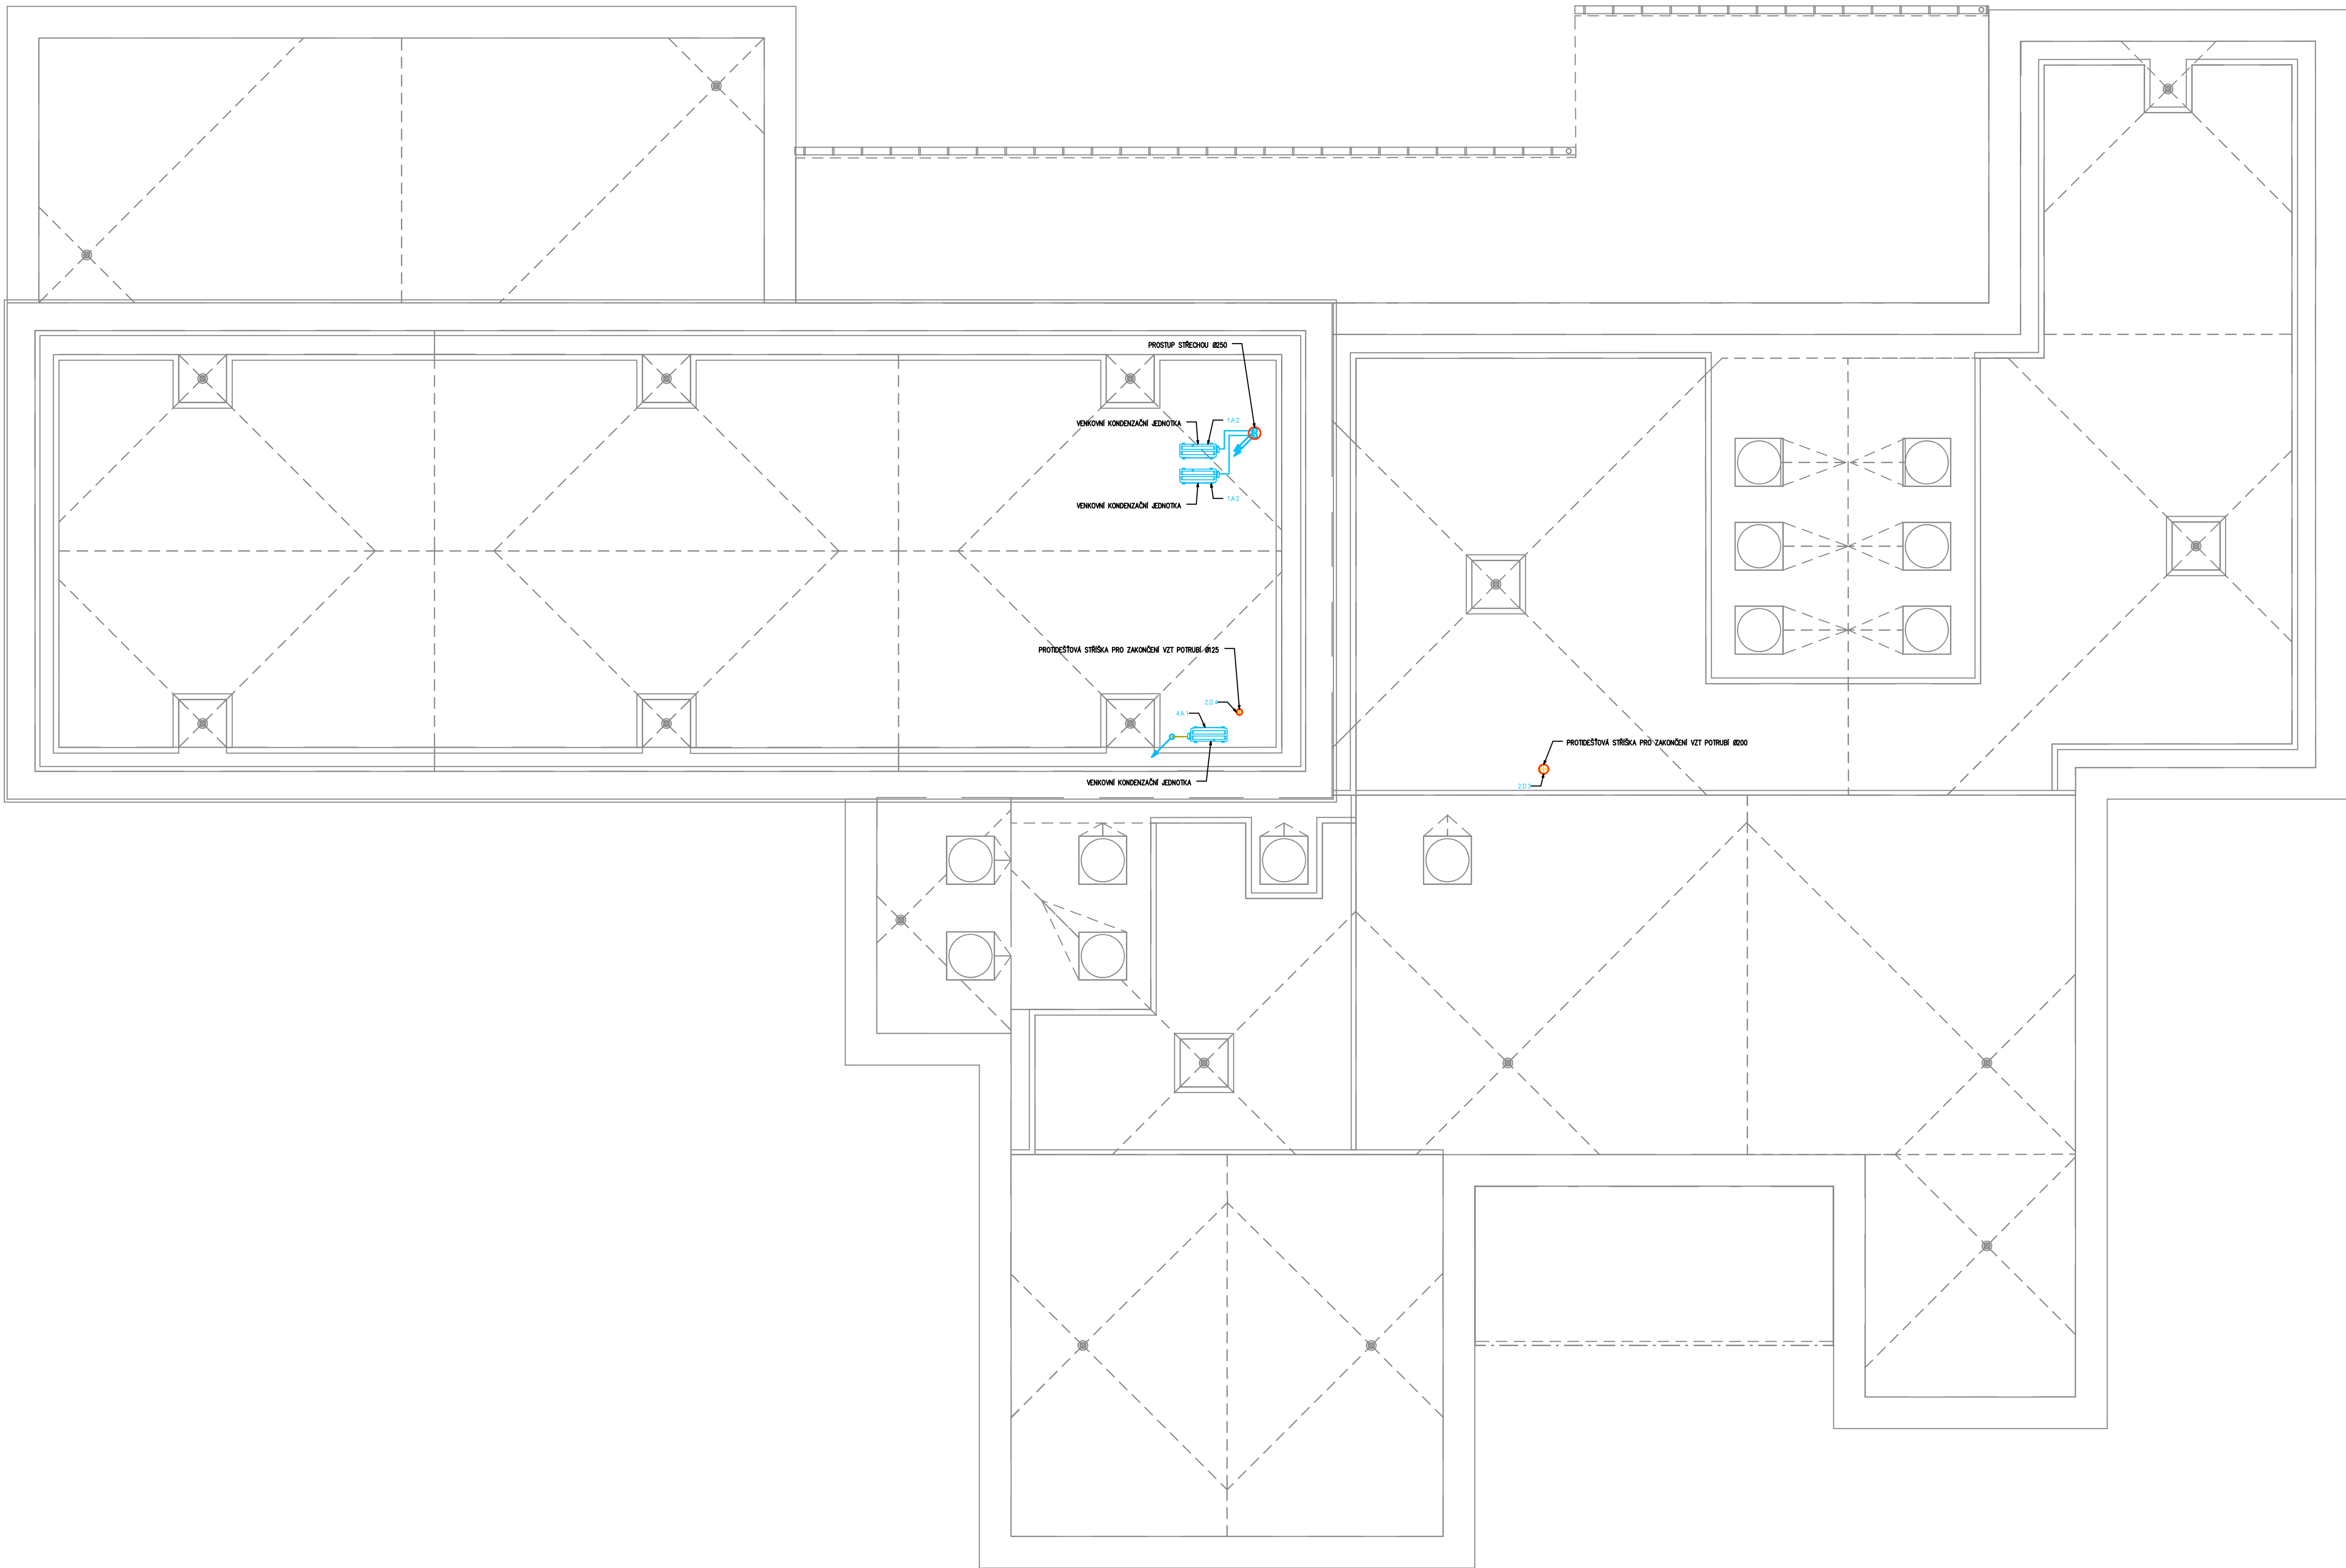 PROSTUP STŘECHOU Ø250
VENKOVNÍ KONDENZAČNÍ JEDNOTKA
1.A.2
VENKOVNÍ KONDENZAČNÍ JEDNOTKA
1.A.2
PROTIDEŠŤOVÁ STŘÍŠKA PRO ZAKONČENÍ VZT POTRUBÍ Ø125
2.D.4
4.A.1
VENKOVNÍ KONDENZAČNÍ JEDNOTKA
PROTIDEŠŤOVÁ STŘÍŠKA PRO ZAKONČENÍ VZT POTRUBÍ Ø200
2.D.3